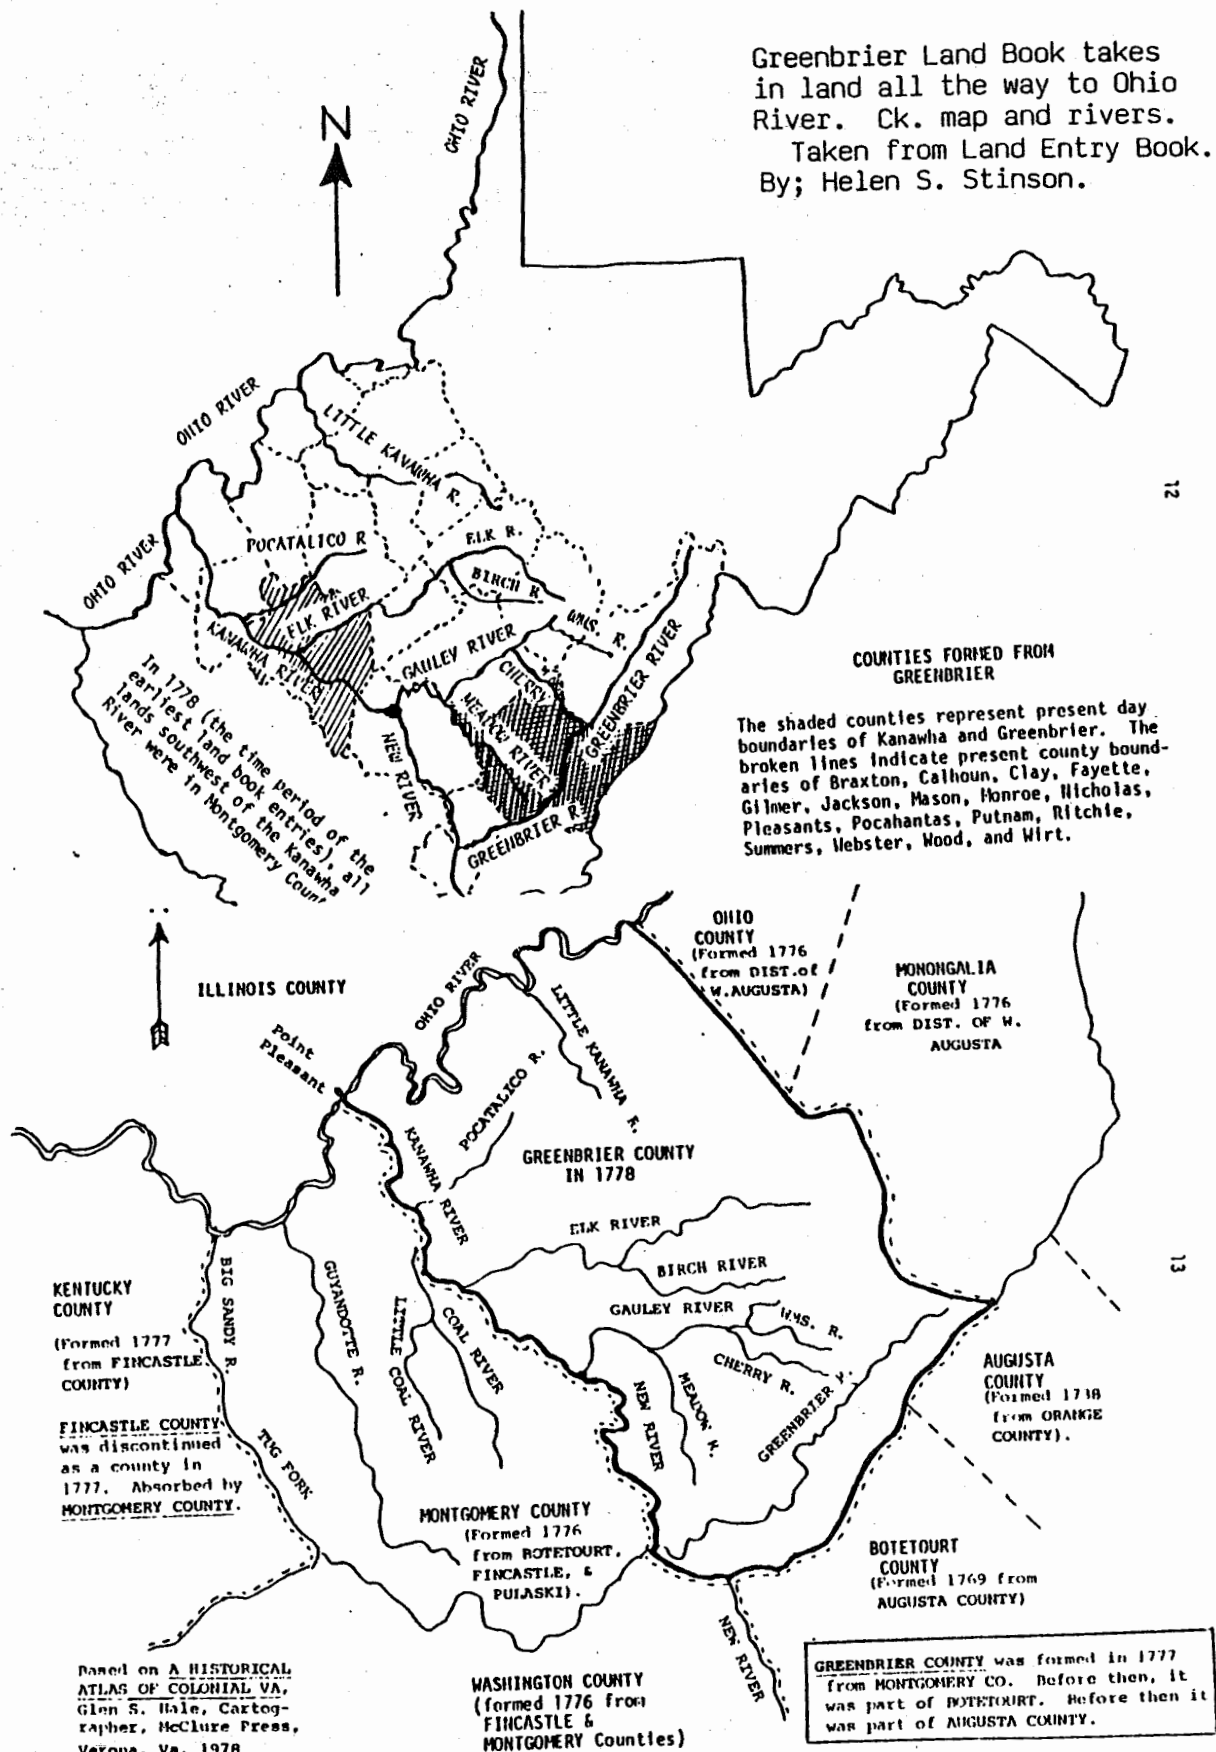 Greenbrier Land Book takes
in land all the way to Ohio
River. Ck. map and rivers.
Taken from Land Entry Book.
By; Helen S. Stinson.
N
OHIO RIVER
OHIO RIVER
LITTLE KAVAWHA R.
OHIO RIVER
POCATALICO R
ELK R.
BIRCH R
ELK RIVER
WMS. R.
KANAWHA RIVER
GAULEY RIVER
CHERRY
MEADOW RIVER
GREENBRIER RIVER
NEW RIVER
GREENBRIER R.
12
In 1778 (the time period of the
earliest land book entries), all
lands southwest of the Kanawha
River were in Montgomery Coun
COUNTIES FORMED FROM
GREENBRIER
The shaded counties represent present day
boundaries of Kanawha and Greenbrier. The
broken lines indicate present county bound-
aries of Braxton, Calhoun, Clay, Fayette,
Gilmer, Jackson, Mason, Monroe, Nicholas,
Pleasants, Pocahantas, Putnam, Ritchie,
Summers, Webster, Wood, and Wirt.
ILLINOIS COUNTY
OHIO RIVER
OHIO
COUNTY
(Formed 1776
from DIST.of
W.AUGUSTA)
MONONGALIA
COUNTY
(Formed 1776
from DIST. OF W.
AUGUSTA
Point
Pleasant
LITTLE KANAWHA R.
POCATALICO R.
KANAWHA RIVER
GREENBRIER COUNTY
IN 1778
ELK RIVER
BIRCH RIVER
GAULEY RIVER
WMS. R.
CHERRY R.
MEADOW R.
GREENBRIER R.
NEW RIVER
COAL RIVER
LITTLE COAL RIVER
GUYANDOTTE R.
BIG SANDY R.
TUG FORK
13
KENTUCKY
COUNTY
(Formed 1777
from FINCASTLE
COUNTY)
FINCASTLE COUNTY
was discontinued
as a county in
1777. Absorbed by
MONTGOMERY COUNTY.
AUGUSTA
COUNTY
(Formed 1738
from ORANGE
COUNTY).
MONTGOMERY COUNTY
(Formed 1776
from BOTETOURT,
FINCASTLE, &
PULASKI).
BOTETOURT
COUNTY
(Formed 1769 from
AUGUSTA COUNTY)
NEW RIVER
Based on A HISTORICAL
ATLAS OF COLONIAL VA,
Glen S. Hale, Cartog-
rapher, McClure Press,
Verona, Va. 1978
WASHINGTON COUNTY
(formed 1776 from
FINCASTLE &
MONTGOMERY Counties)
GREENBRIER COUNTY was formed in 1777
from MONTGOMERY CO. Before then, it
was part of BOTETOURT. Before then it
was part of AUGUSTA COUNTY.